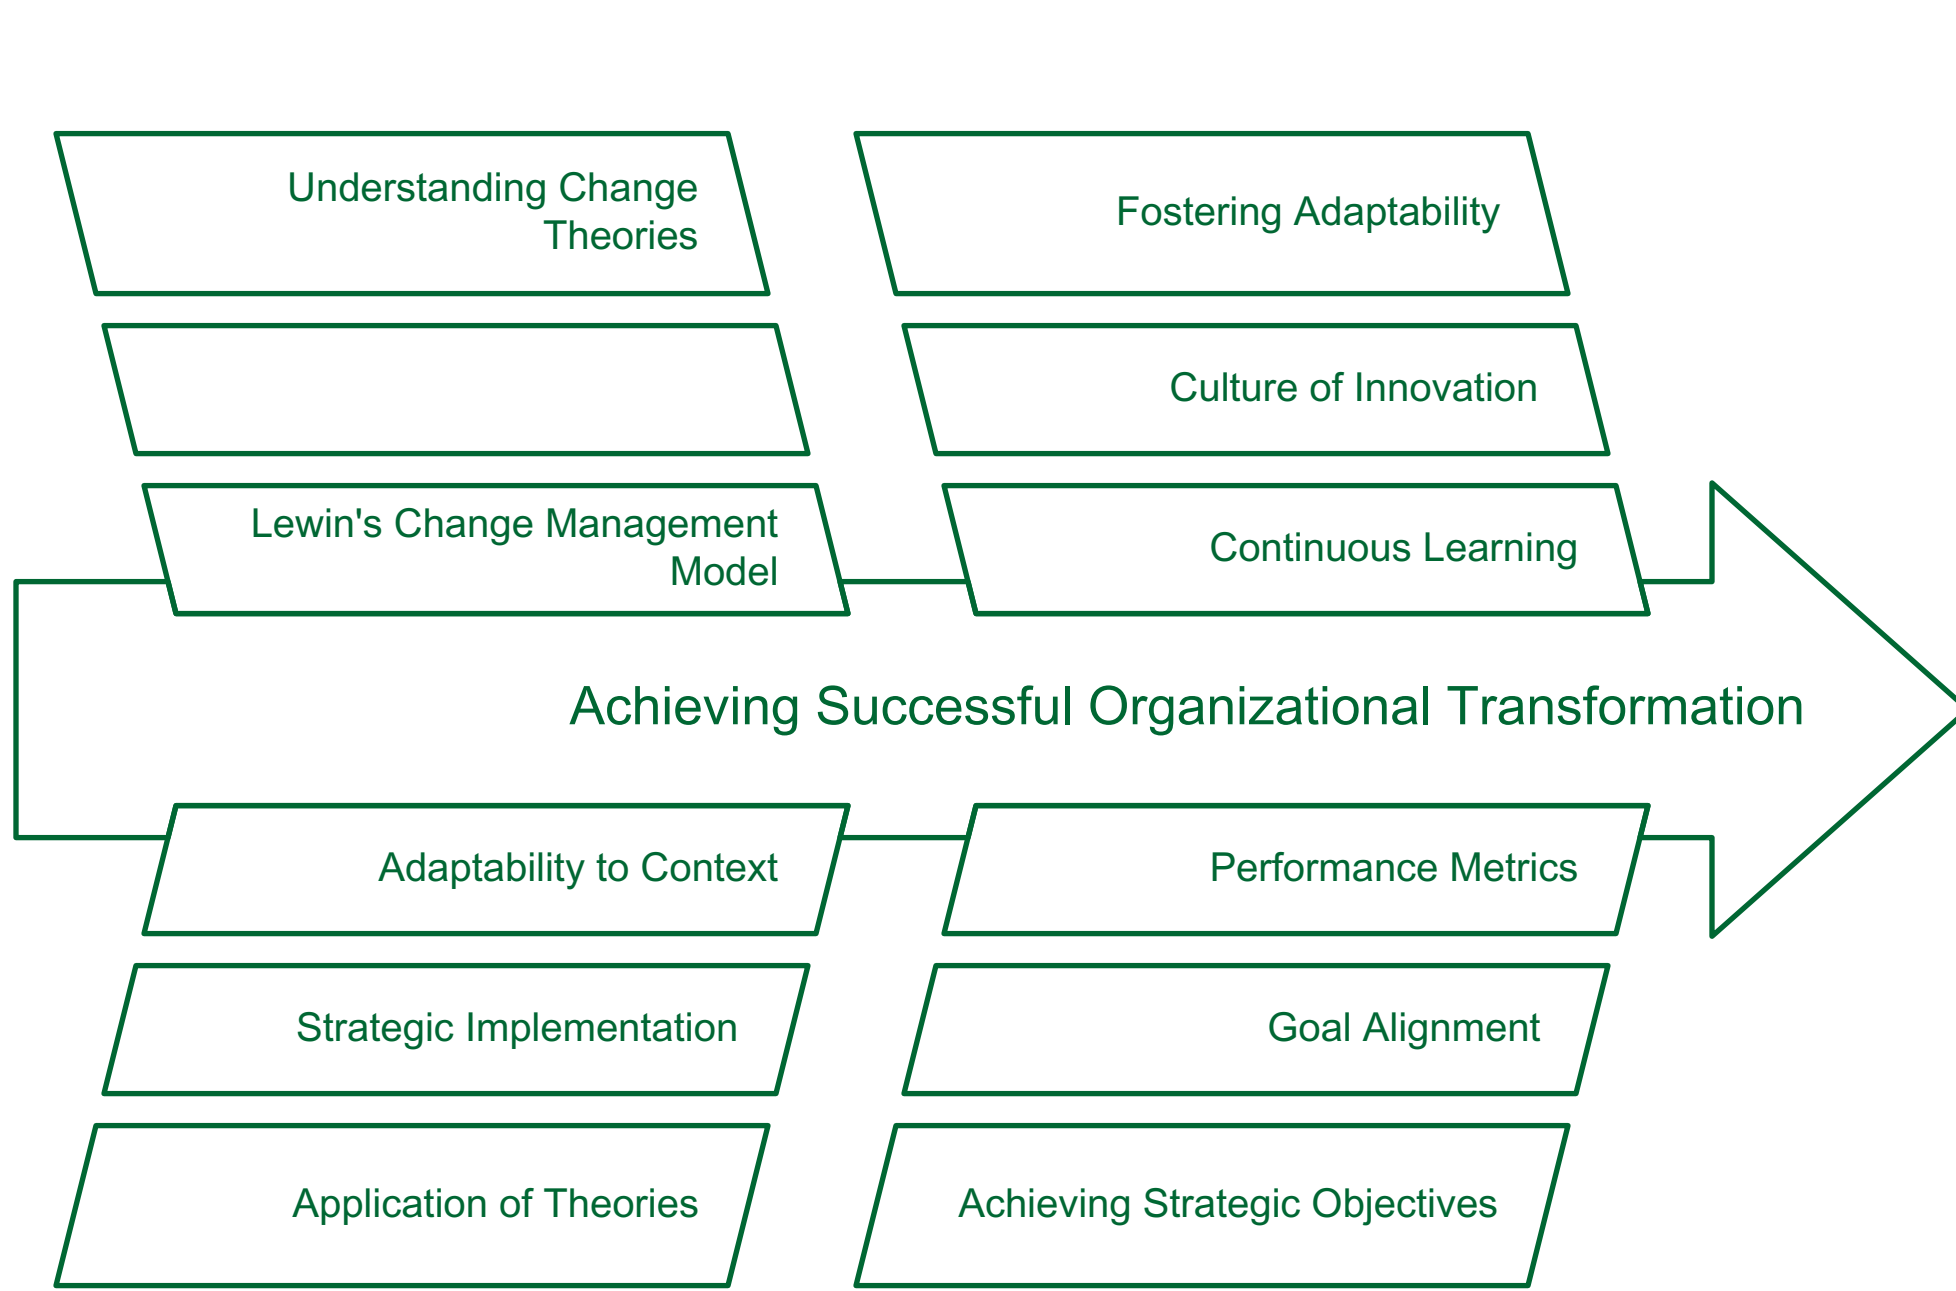 Understanding Change
Theories
Fostering Adaptability
Culture of Innovation
Lewin's Change Management
Model
Continuous Learning
Achieving Successful Organizational Transformation
Adaptability to Context
Performance Metrics
Strategic Implementation
Goal Alignment
Application of Theories
Achieving Strategic Objectives